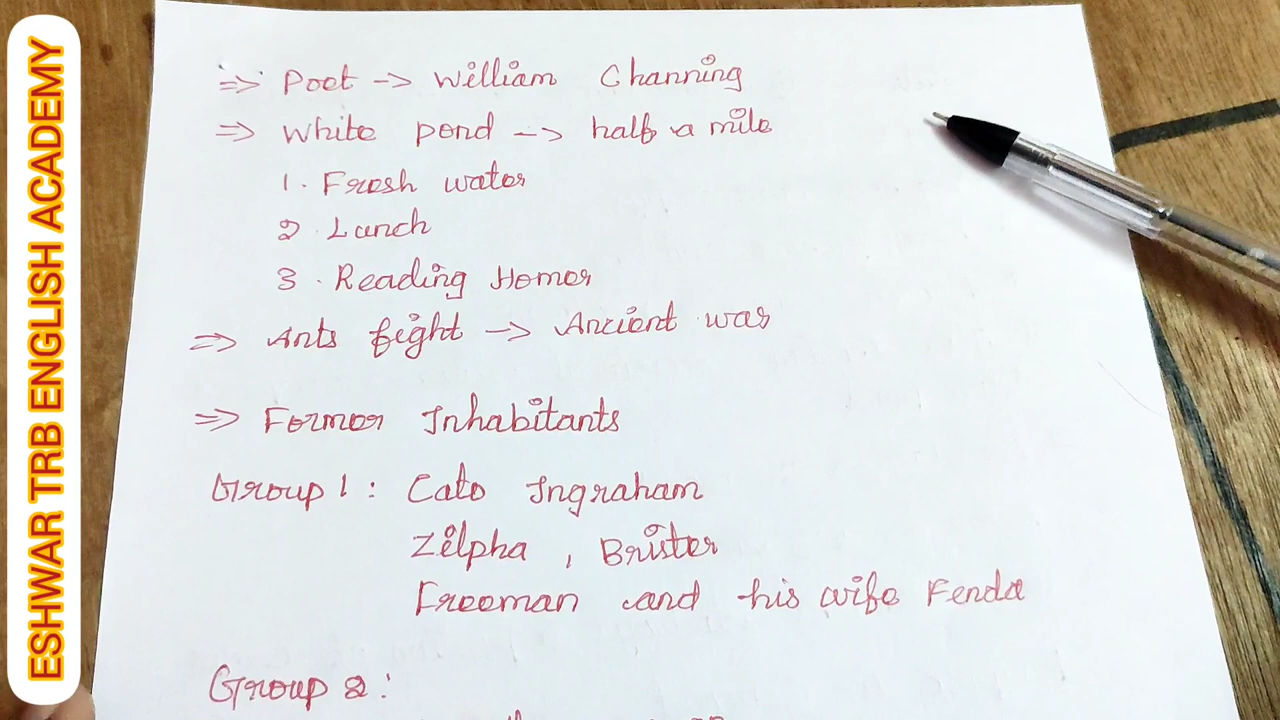 ESHWAR TRB ENGLISH ACADEMY
=> Poet -> William Channing
=> White pond -> half a mile
1. Fresh water
2. Lunch
3. Reading Homer
=> Ants fight -> Ancient war
=> Former Inhabitants
Group 1: Cato Ingraham
Zilpha, Brister
Freeman and his wife Fenda
Group 2: